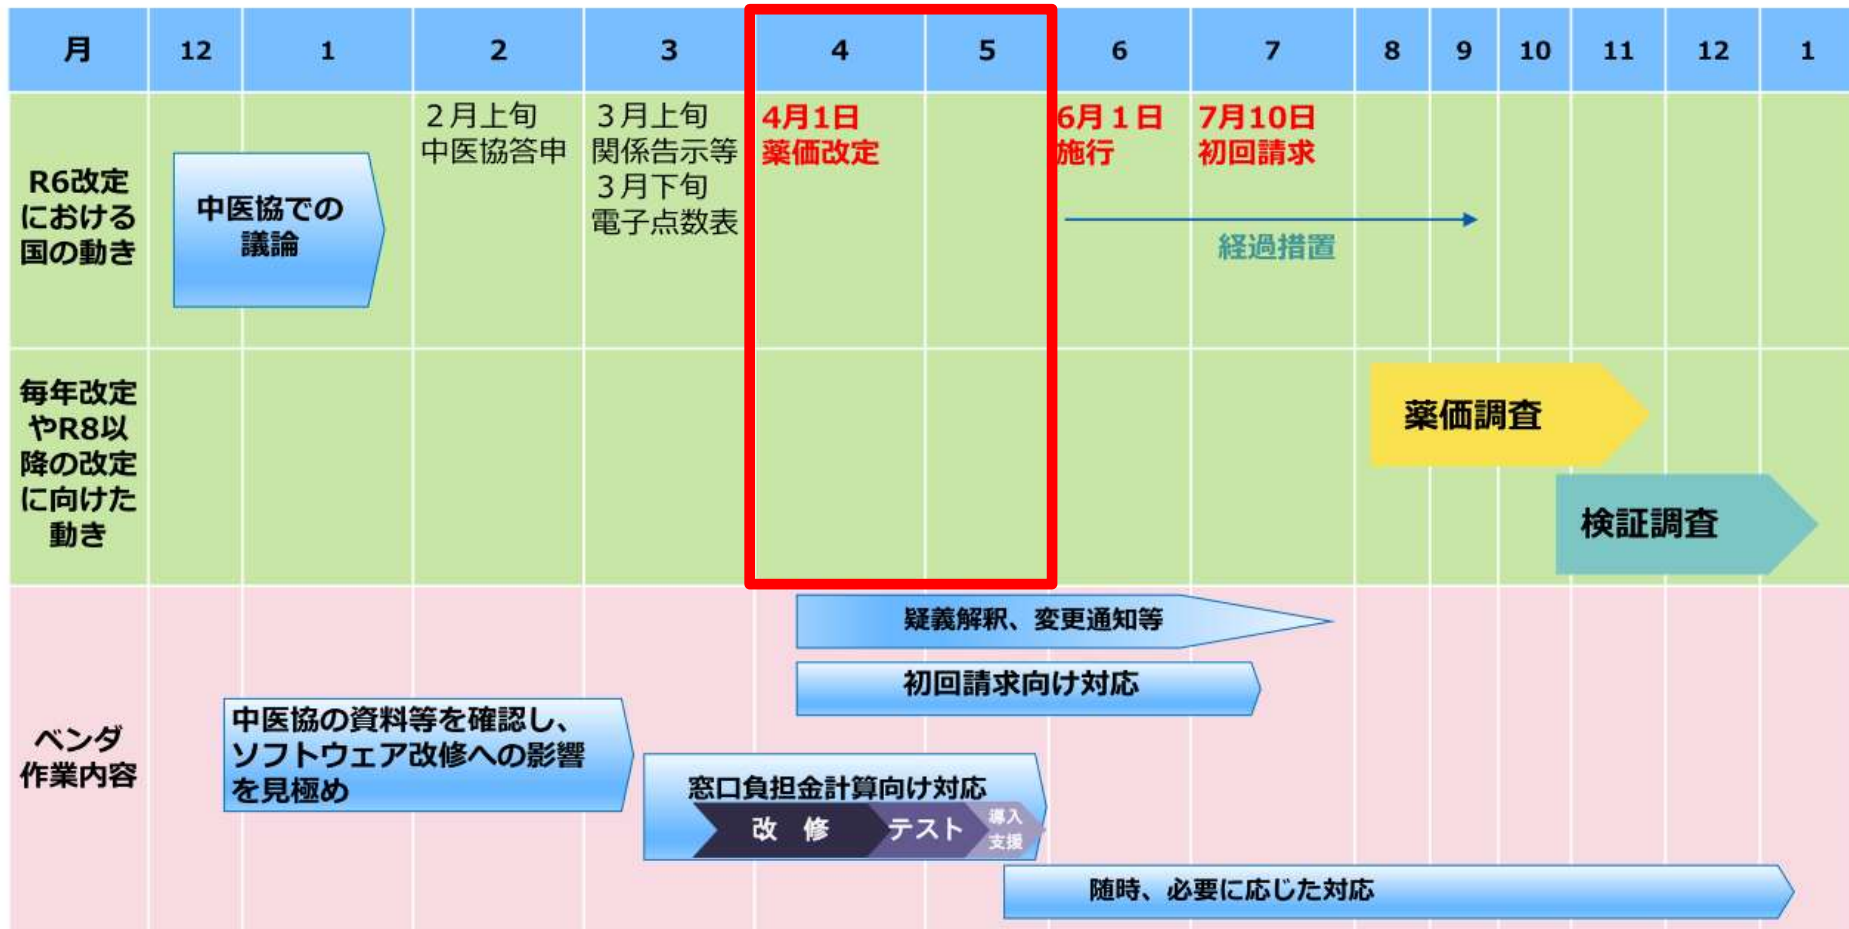 月 12 1 2 3 4 5 6 7 8 9 10 11 12 1
R6改定
における
国の動き
中医協での
議論
２月上旬
中医協答申
３月上旬
関係告示等
３月下旬
電子点数表
4月1日
薬価改定
6月１日
施行
7月10日
初回請求
経過措置
毎年改定
やR8以
降の改定
に向けた
動き
薬価調査
検証調査
ベンダ
作業内容
疑義解釈、変更通知等
初回請求向け対応
中医協の資料等を確認し、
ソフトウェア改修への影響
を見極め
窓口負担金計算向け対応
改　修
テスト
導入
支援
随時、必要に応じた対応